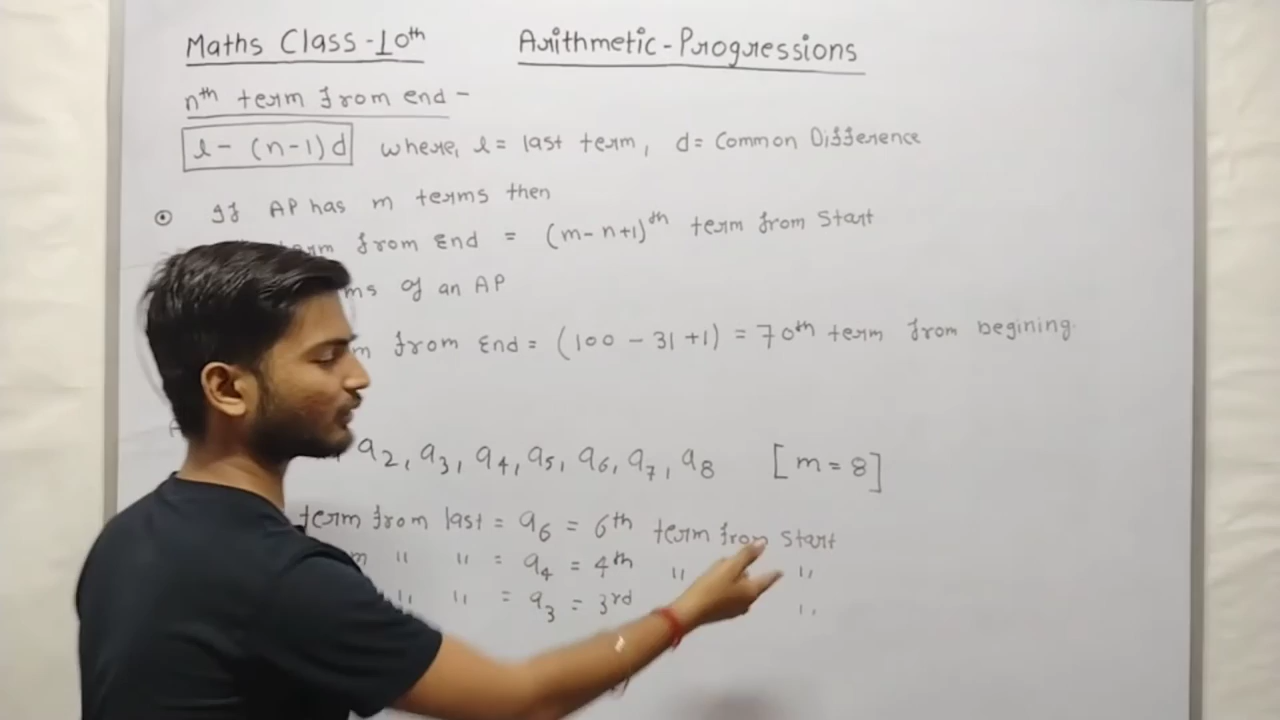 Maths Class-10th Arithmetic-Progressions
nth term from end -
l - (n-1)d where, l = last term, d = Common Difference
⊙ If AP has m terms then
term from End = (m-n+1)th term from Start
of an AP
from End = (100 - 31 +1) = 70th term from begining
a2, a3, a4, a5, a6, a7, a8 [m = 8]
term from last = a6 = 6th term from start
" " = a4 = 4th " "
" " = a3 = 3rd "